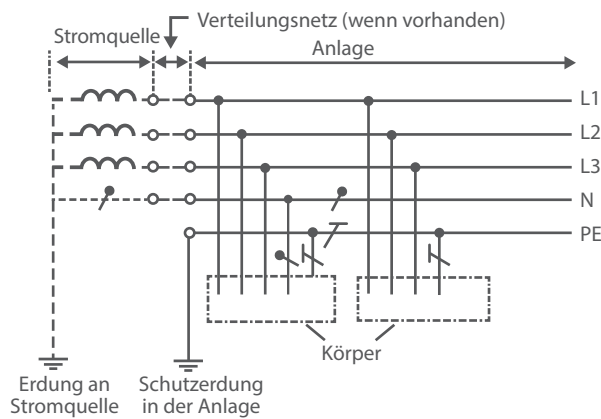 Verteilungsnetz (wenn vorhanden)
Stromquelle
Anlage
L1
L2
L3
N
PE
Körper
Erdung an
Stromquelle
Schutzerdung
in der Anlage